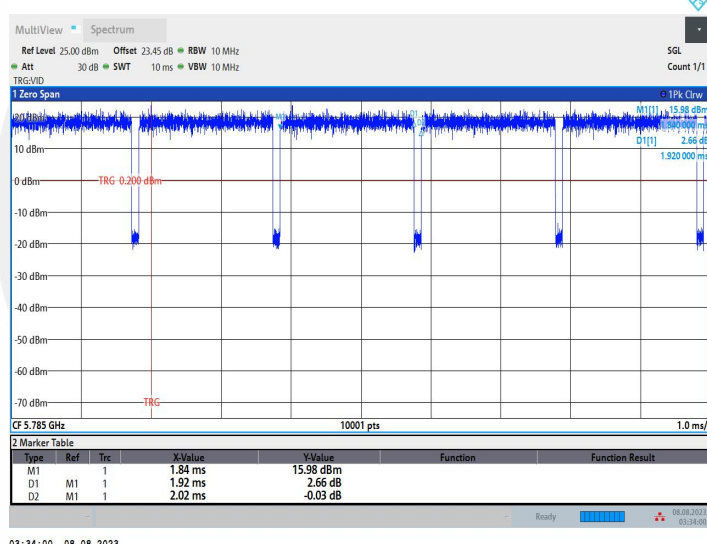 MultiView Spectrum
Ref Level 25.00 dBm Offset 23.45 dB RBW 10 MHz SGL
Att 30 dB SWT 10 ms VBW 10 MHz Count 1/1
TRG:VID
1 Zero Span 1Pk Clrw
M1[1] 15.98 dBm
20 dBm M1 D1
1.840 000 ms
D1[1] 2.66 dB
1.920 000 ms
10 dBm
0 dBm TRG 0.200 dBm
-10 dBm
-20 dBm
-30 dBm
-40 dBm
-50 dBm
-60 dBm
-70 dBm TRG
CF 5.785 GHz 10001 pts 1.0 ms/
2 Marker Table
Type Ref Trc X-Value Y-Value Function Function Result
M1 1 1.84 ms 15.98 dBm
D1 M1 1 1.92 ms 2.66 dB
D2 M1 1 2.02 ms -0.03 dB
Ready 08.08.2023
03:34:00
03:34:00 08.08.2023